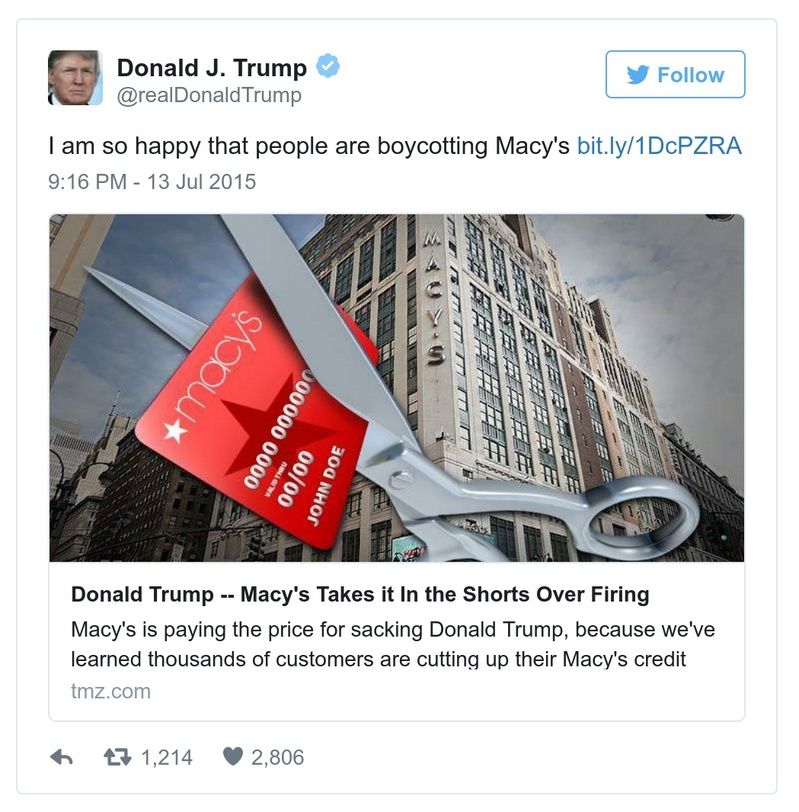 Donald J. Trump
@realDonaldTrump
Follow
I am so happy that people are boycotting Macy's bit.ly/1DcPZRA
9:16 PM - 13 Jul 2015
MACY'S
macy's
0000 000000
VALID THRU
00/00
JOHN DOE
Donald Trump -- Macy's Takes it In the Shorts Over Firing
Macy's is paying the price for sacking Donald Trump, because we've
learned thousands of customers are cutting up their Macy's credit
tmz.com
1,214
2,806